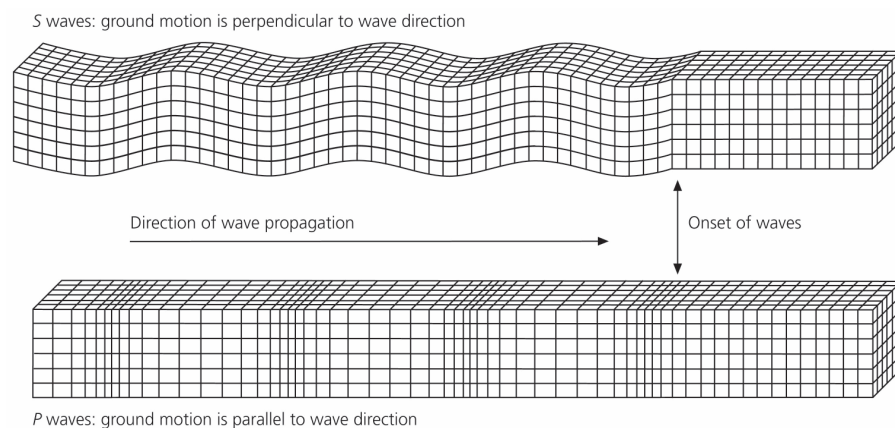 S waves: ground motion is perpendicular to wave direction
Direction of wave propagation
Onset of waves
P waves: ground motion is parallel to wave direction